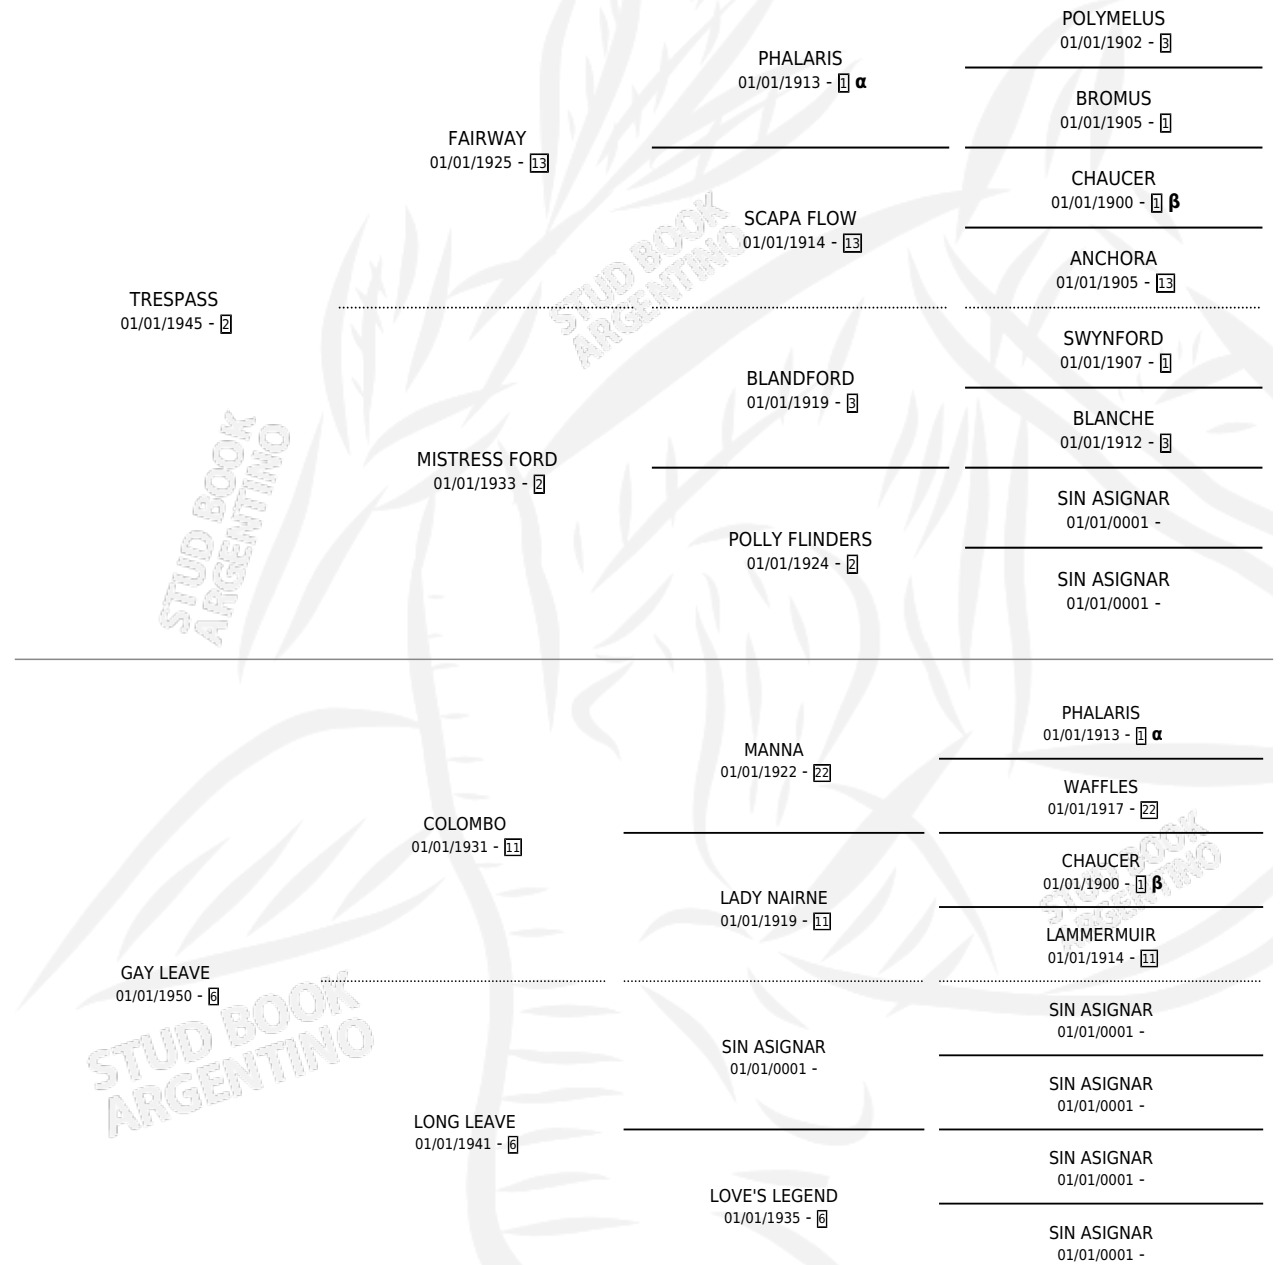 POLYMELUS
01/01/1902 - 3
PHALARIS
01/01/1913 - 1 α
BROMUS
01/01/1905 - 1
FAIRWAY
01/01/1925 - 13
CHAUCER
01/01/1900 - 1 β
SCAPA FLOW
01/01/1914 - 13
ANCHORA
01/01/1905 - 13
TRESPASS
01/01/1945 - 2
SWYNFORD
01/01/1907 - 1
BLANDFORD
01/01/1919 - 3
BLANCHE
01/01/1912 - 3
MISTRESS FORD
01/01/1933 - 2
SIN ASIGNAR
01/01/0001 -
POLLY FLINDERS
01/01/1924 - 2
SIN ASIGNAR
01/01/0001 -
PHALARIS
01/01/1913 - 1 α
MANNA
01/01/1922 - 22
WAFFLES
01/01/1917 - 22
COLOMBO
01/01/1931 - 11
CHAUCER
01/01/1900 - 1 β
LADY NAIRNE
01/01/1919 - 11
LAMMERMUIR
01/01/1914 - 11
GAY LEAVE
01/01/1950 - 6
SIN ASIGNAR
01/01/0001 -
SIN ASIGNAR
01/01/0001 -
SIN ASIGNAR
01/01/0001 -
LONG LEAVE
01/01/1941 - 6
SIN ASIGNAR
01/01/0001 -
LOVE'S LEGEND
01/01/1935 - 6
SIN ASIGNAR
01/01/0001 -
STUD BOOK
ARGENTINO
STUD BOOK
ARGENTINO
STUD BOOK
ARGENTINO
STUD BOOK
ARGENTINO